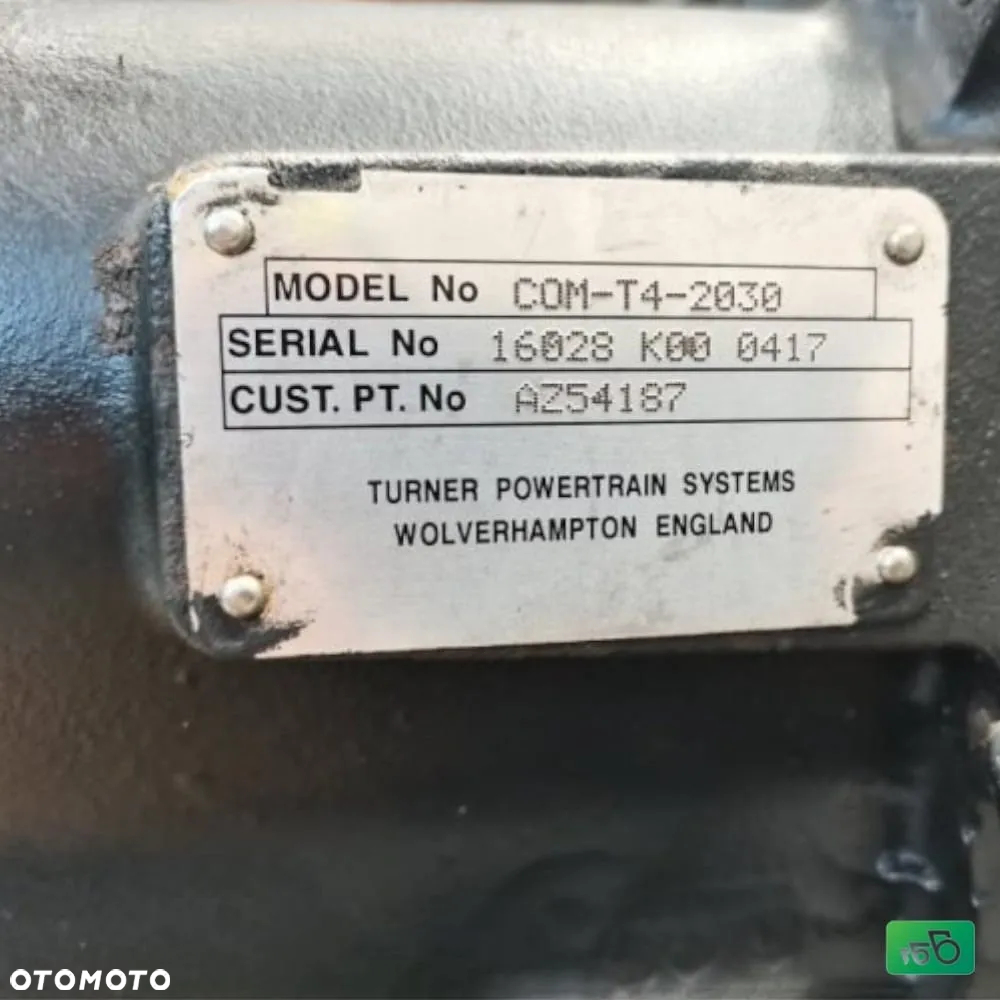 MODEL No COM-T4-2030
SERIAL No 16028 K00 0417
CUST. PT. No AZ54187
TURNER POWERTRAIN SYSTEMS
WOLVERHAMPTON ENGLAND
OTOMOTO